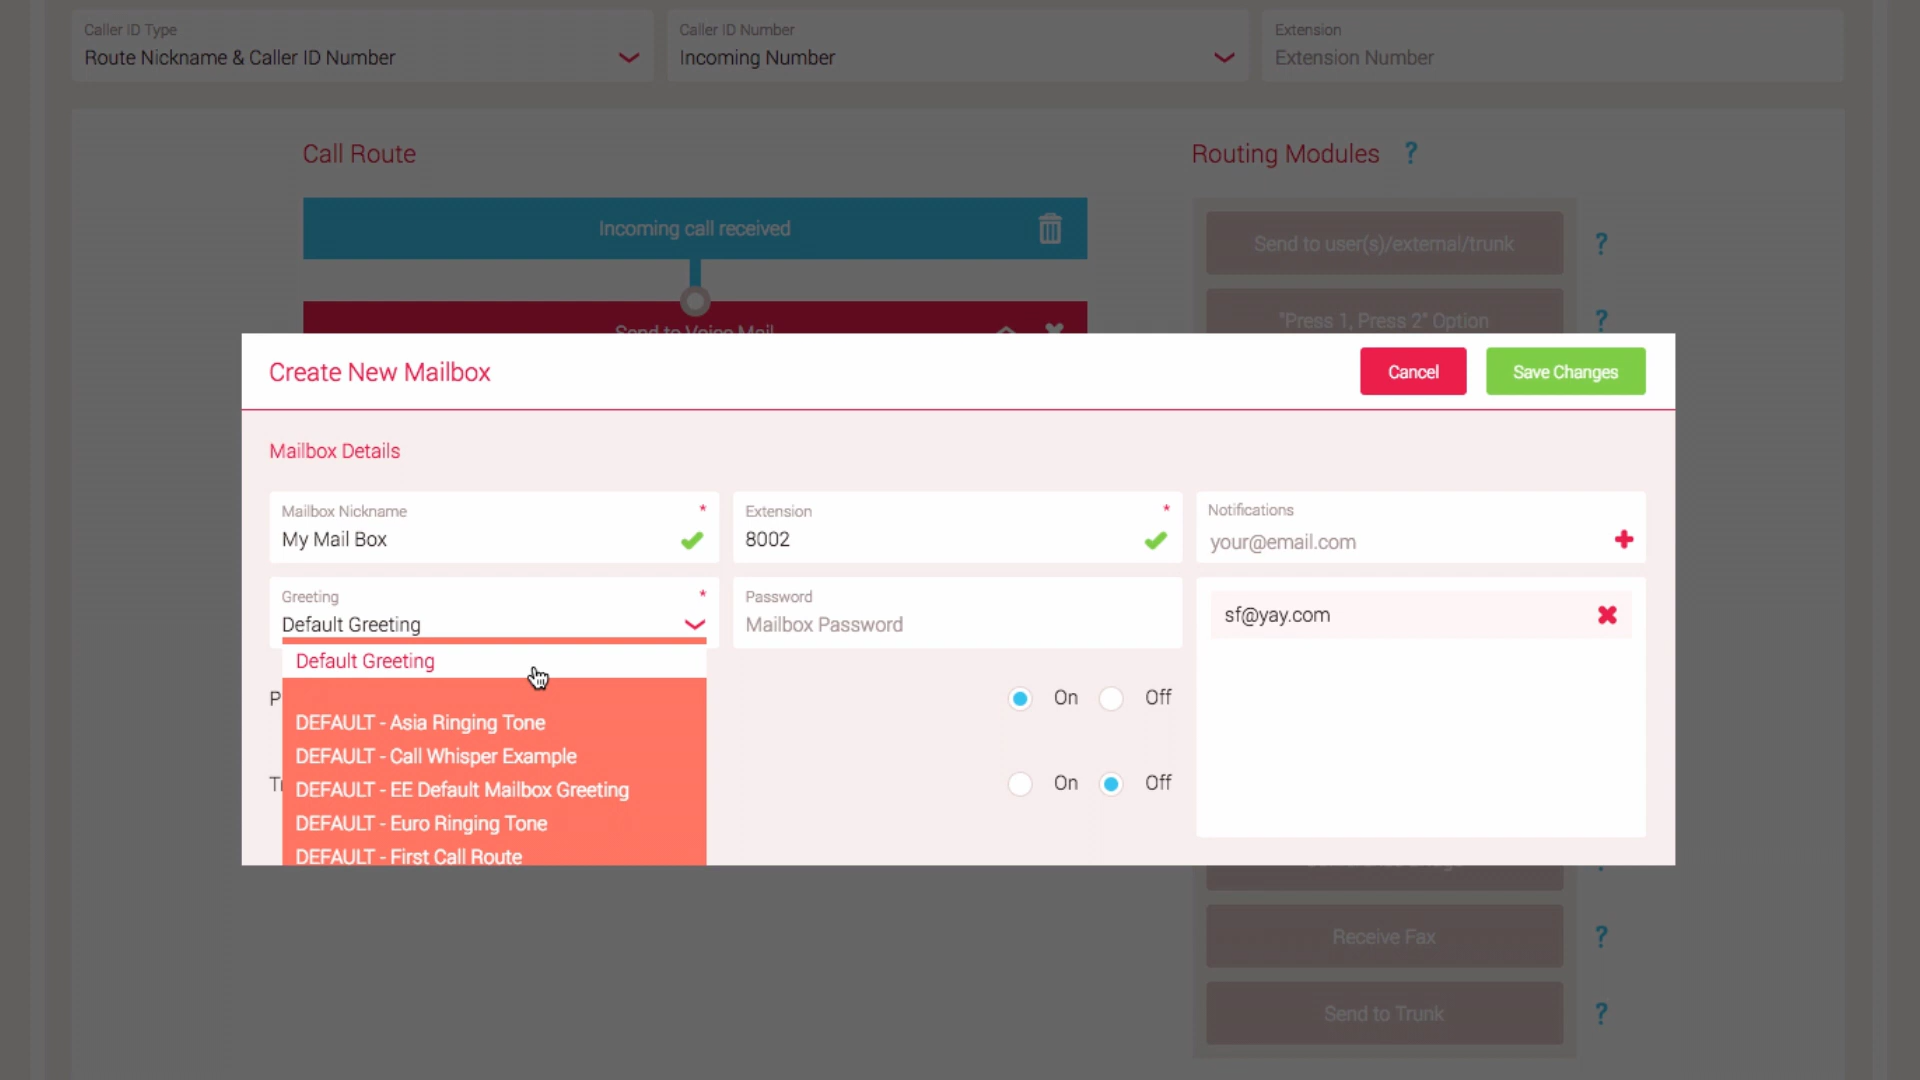 Caller ID Type
Route Nickname & Caller ID Number
Caller ID Number
Incoming Number
Extension
Extension Number
Call Route
Routing Modules ?
Incoming call received
Send to user(s)/external/trunk ?
"Press 1, Press 2" Option ?
Send to Voice Mail
Create New Mailbox
Cancel
Save Changes
Mailbox Details
Mailbox Nickname *
My Mail Box
Extension *
8002
Notifications
your@email.com
Greeting *
Default Greeting
Password
Mailbox Password
sf@yay.com
Default Greeting
P
On Off
DEFAULT - Asia Ringing Tone
DEFAULT - Call Whisper Example
On Off
DEFAULT - EE Default Mailbox Greeting
DEFAULT - Euro Ringing Tone
DEFAULT - First Call Route
Receive Fax ?
Send to Trunk ?